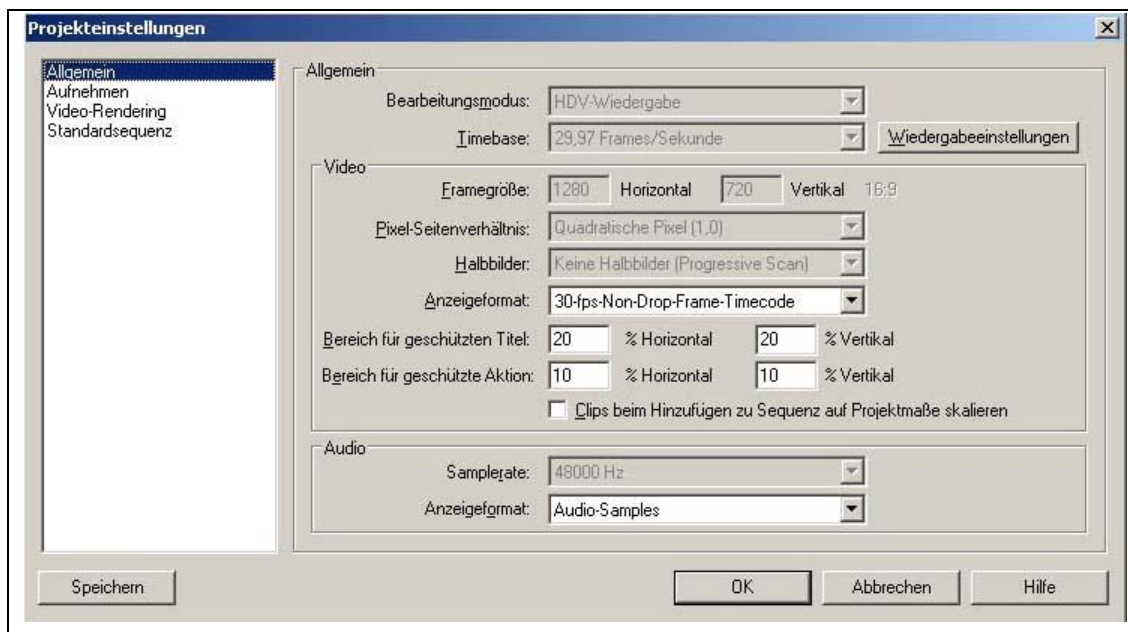 Projekteinstellungen
Allgemein
Aufnehmen
Video-Rendering
Standardsequenz
Allgemein
Bearbeitungsmodus: HDV-Wiedergabe
Timebase: 29,97 Frames/Sekunde Wiedergabeeinstellungen
Video
Framegröße: 1280 Horizontal 720 Vertikal 16:9
Pixel-Seitenverhältnis: Quadratische Pixel (1,0)
Halbbilder: Keine Halbbilder (Progressive Scan)
Anzeigeformat: 30-fps-Non-Drop-Frame-Timecode
Bereich für geschützten Titel: 20 % Horizontal 20 % Vertikal
Bereich für geschützte Aktion: 10 % Horizontal 10 % Vertikal
Clips beim Hinzufügen zu Sequenz auf Projektmaße skalieren
Audio
Samplerate: 48000 Hz
Anzeigeformat: Audio-Samples
Speichern OK Abbrechen Hilfe